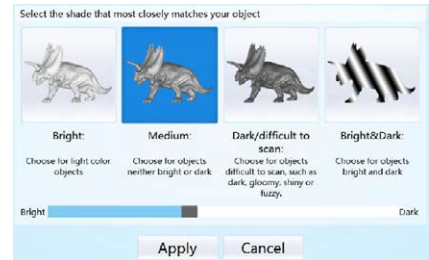 Select the shade that most closely matches your object
Bright:
Choose for light color
objects
Medium:
Choose for objects
neither bright or dark
Dark/difficult to
scan:
Choose for objects
difficult to scan, such as
dark, gloomy, shiny or
fuzzy,
Bright&Dark:
Choose for objects
bright and dark
Bright
Dark
Apply
Cancel